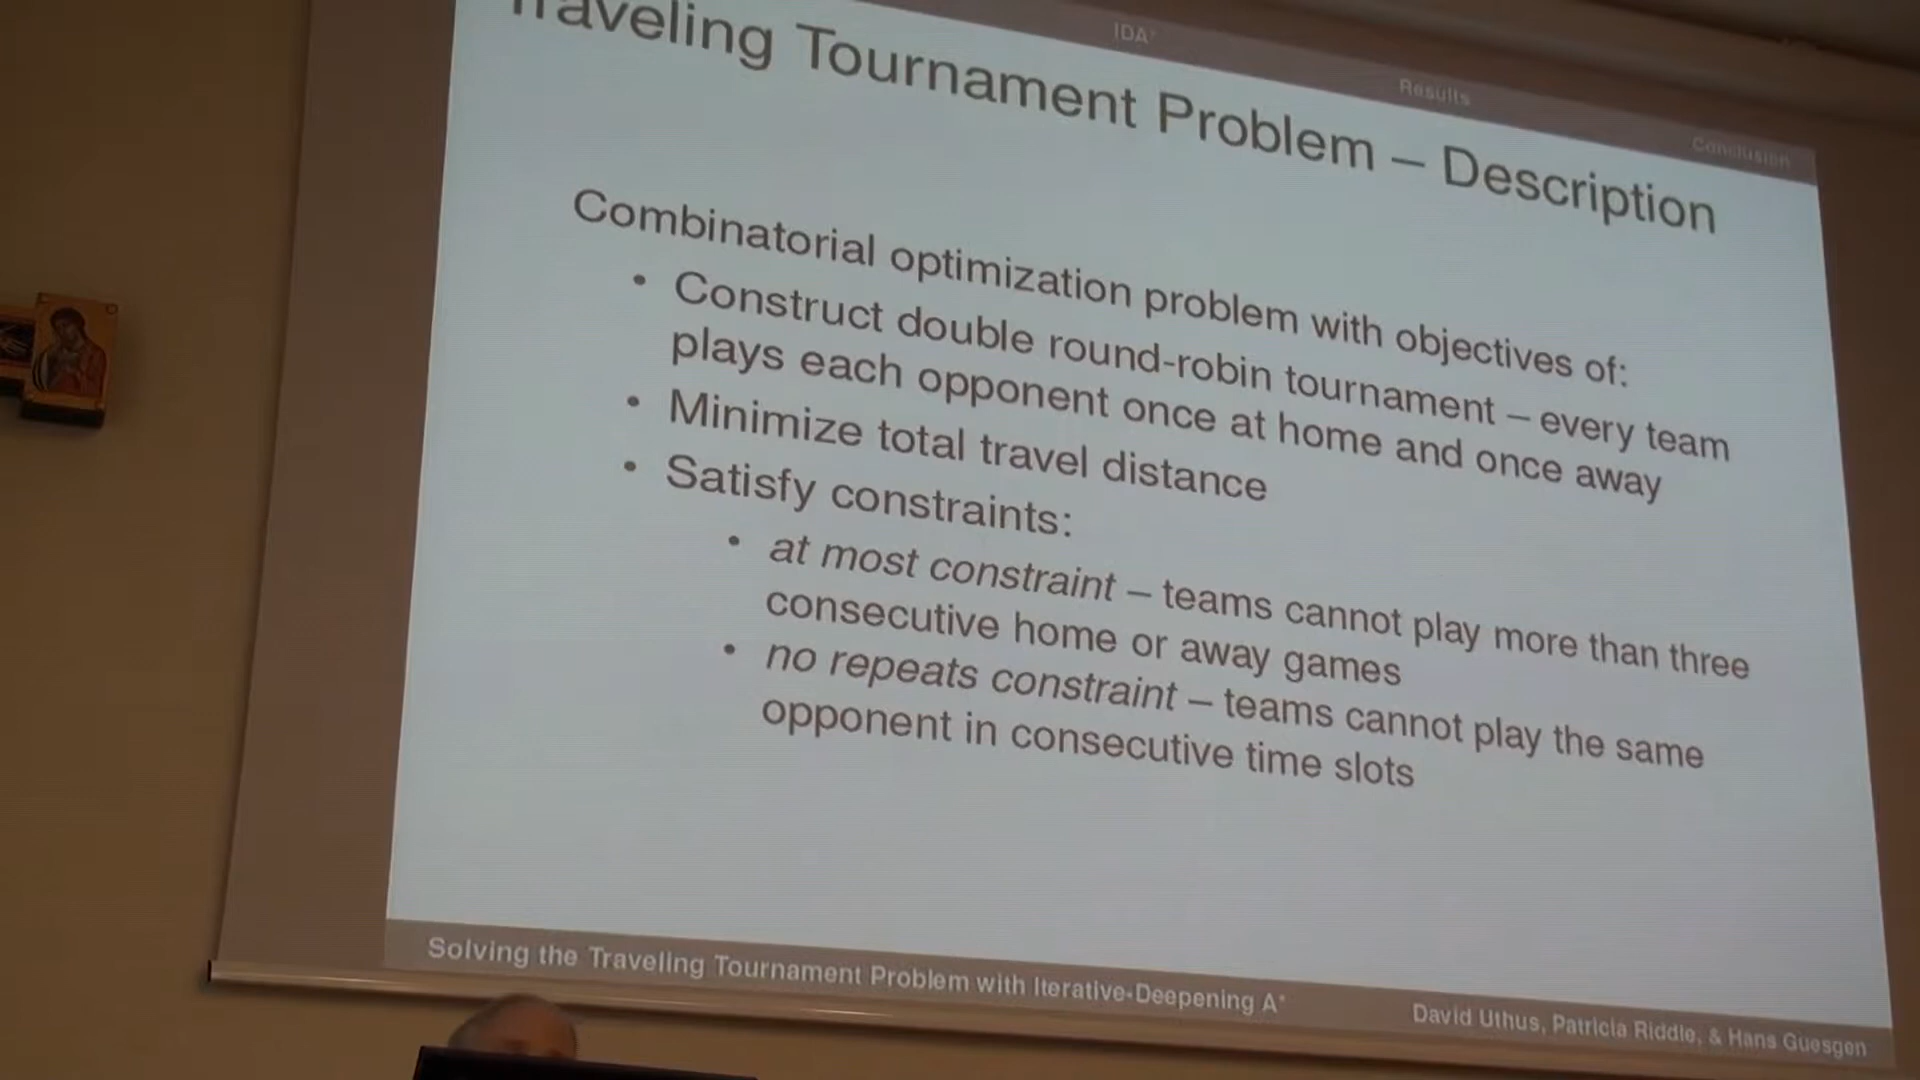 IDA*
Results
Conclusion
Traveling Tournament Problem – Description
Combinatorial optimization problem with objectives of:
• Construct double round-robin tournament – every team
plays each opponent once at home and once away
• Minimize total travel distance
• Satisfy constraints:
• at most constraint – teams cannot play more than three
consecutive home or away games
• no repeats constraint – teams cannot play the same
opponent in consecutive time slots
Solving the Traveling Tournament Problem with Iterative-Deepening A*
David Uthus, Patricia Riddle, & Hans Guesgen